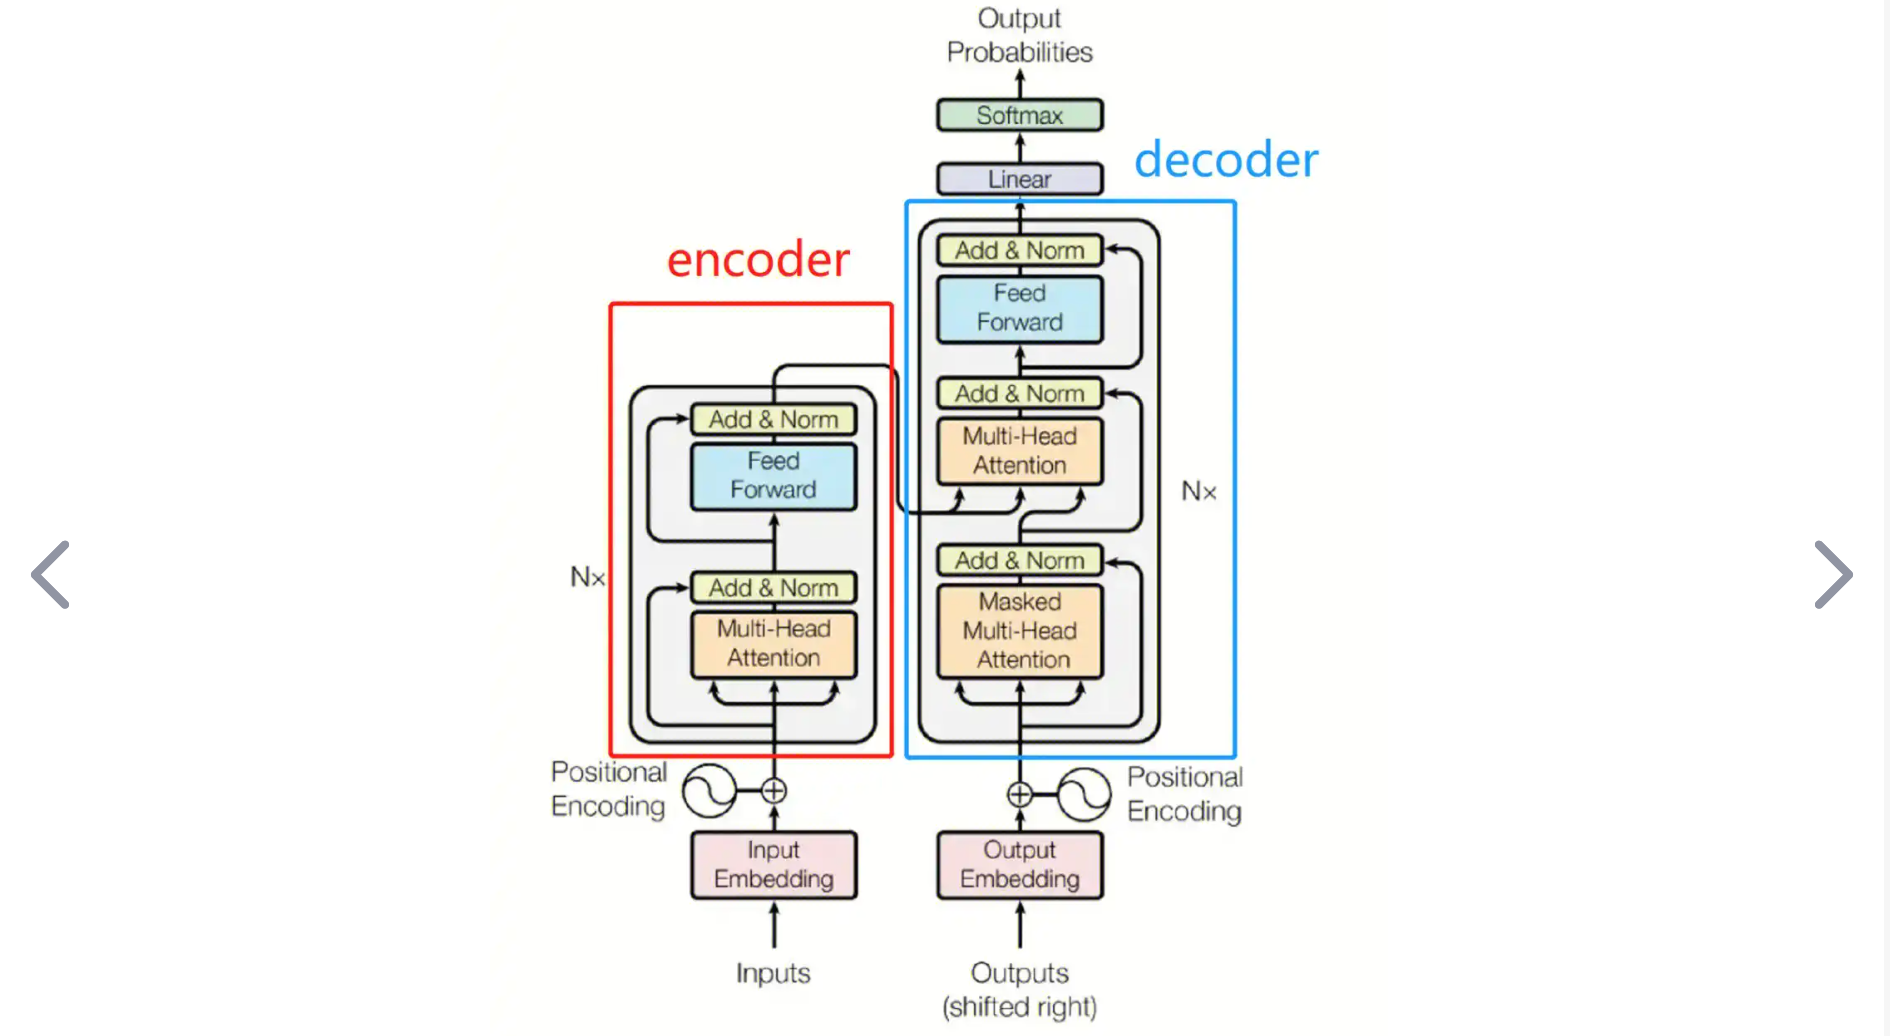 Output
Probabilities
Softmax
Linear
decoder
Add & Norm
Feed
Forward
Add & Norm
Multi-Head
Attention
Nx
Add & Norm
Masked
Multi-Head
Attention
Positional
Encoding
Output
Embedding
Outputs
(shifted right)
encoder
Add & Norm
Feed
Forward
Nx
Add & Norm
Multi-Head
Attention
Positional
Encoding
Input
Embedding
Inputs